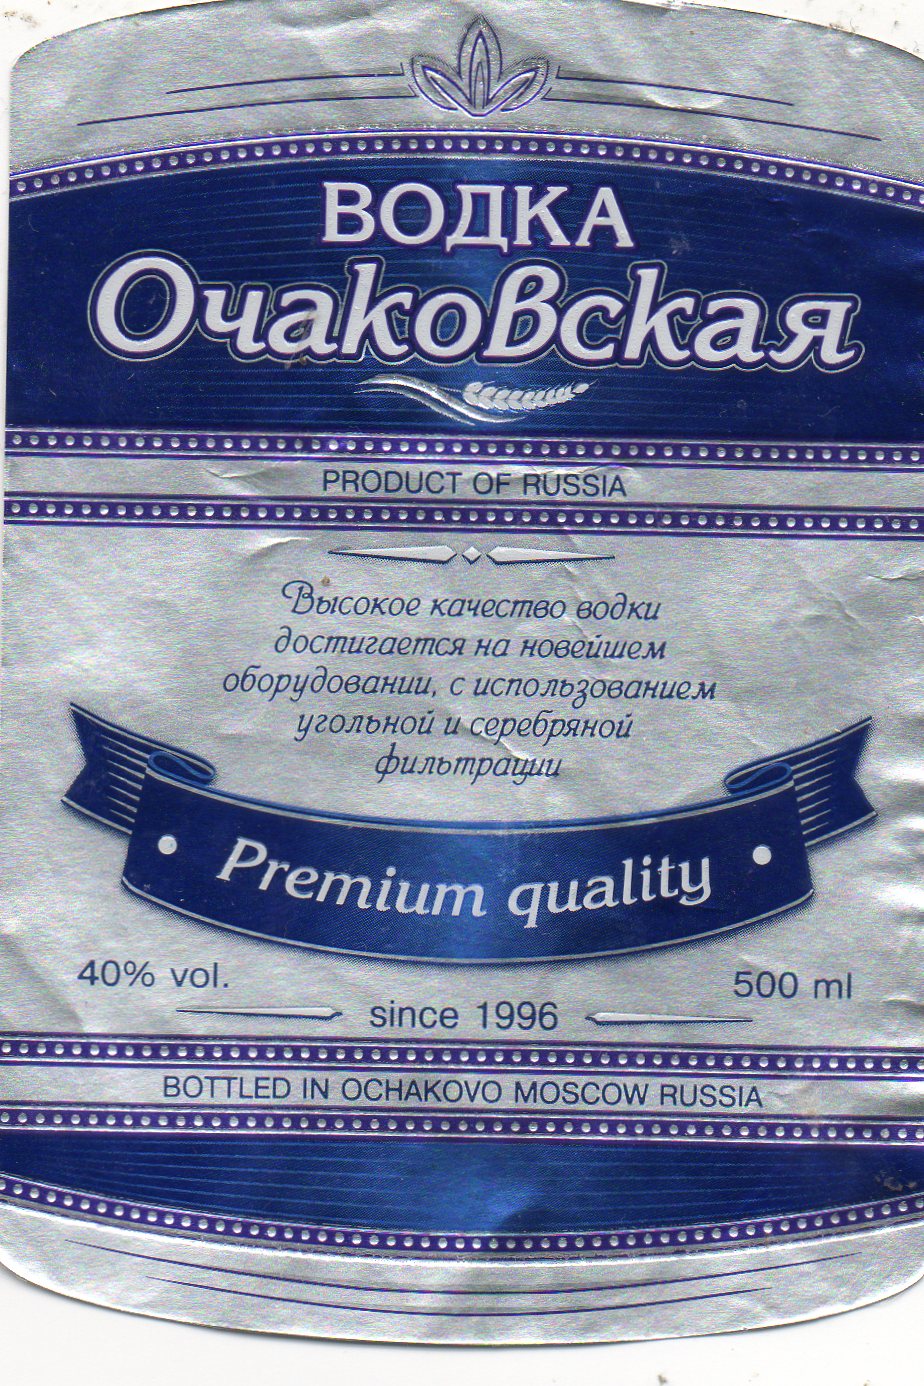 ВОДКА
Очаковская
PRODUCT OF RUSSIA
Высокое качество водки
достигается на новейшем
оборудовании, с использованием
угольной и серебряной
фильтрации
Premium quality
40% vol.
500 ml
since 1996
BOTTLED IN OCHAKOVO MOSCOW RUSSIA